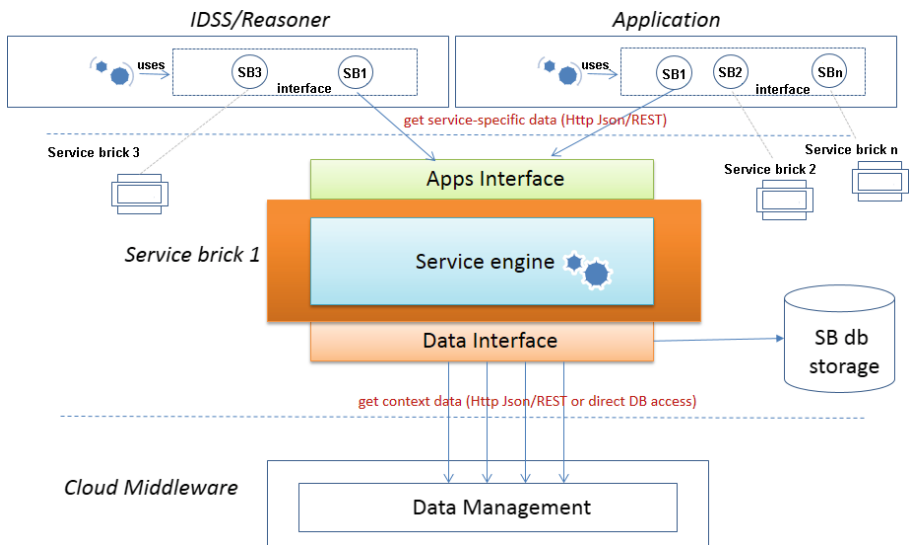 IDSS/Reasoner
Application
uses
SB3
SB1
interface
uses
SB1
SB2
SBn
interface
get service-specific data (Http Json/REST)
Service brick 3
Service brick 2
Service brick n
Apps Interface
Service brick 1
Service engine
Data Interface
SB db
storage
get context data (Http Json/REST or direct DB access)
Cloud Middleware
Data Management